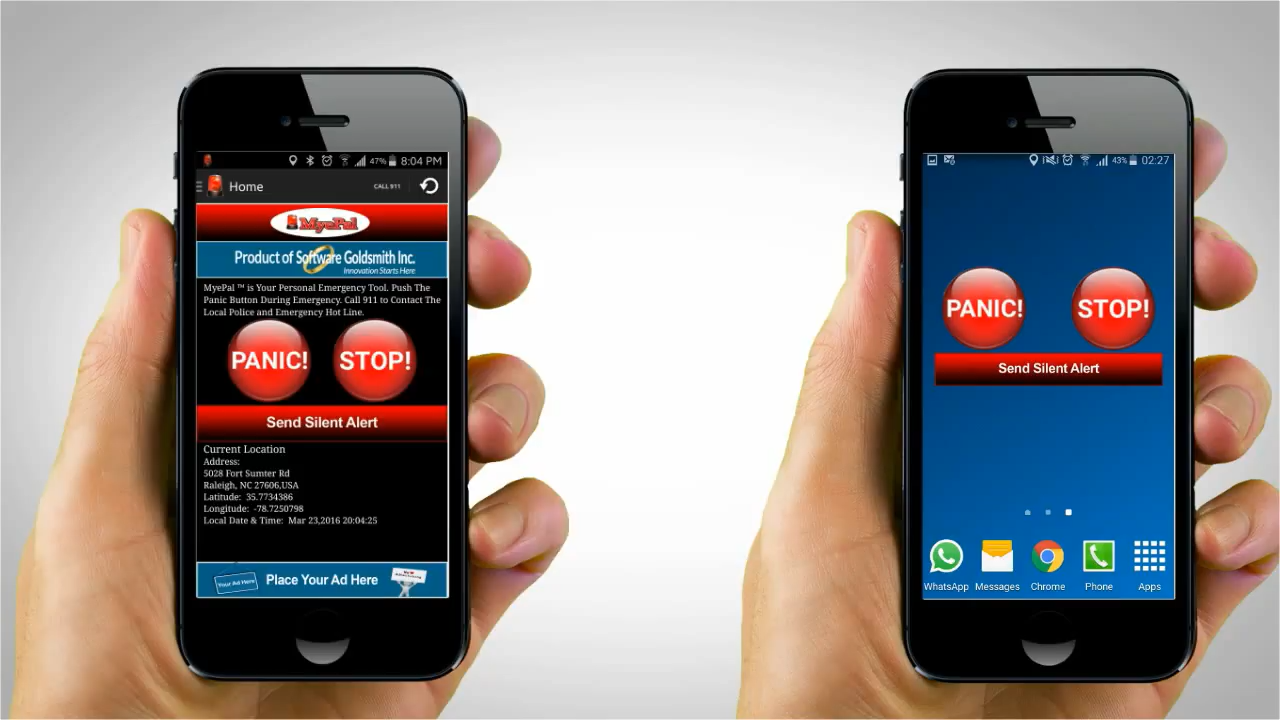 47% 8:04 PM
Home
CALL 911
MyePal
Product of Software Goldsmith Inc.
Innovation Starts Here
MyePal ™ is Your Personal Emergency Tool. Push The
Panic Button During Emergency. Call 911 to Contact The
Local Police and Emergency Hot Line.
PANIC! STOP!
Send Silent Alert
Current Location
Address:
5028 Fort Sumter Rd
Raleigh, NC 27606,USA
Latitude: 35.7734386
Longitude: -78.7250798
Local Date & Time: Mar 23,2016 20:04:25
Your Ad Here
Place Your Ad Here
43% 02:27
PANIC! STOP!
Send Silent Alert
WhatsApp Messages Chrome Phone Apps